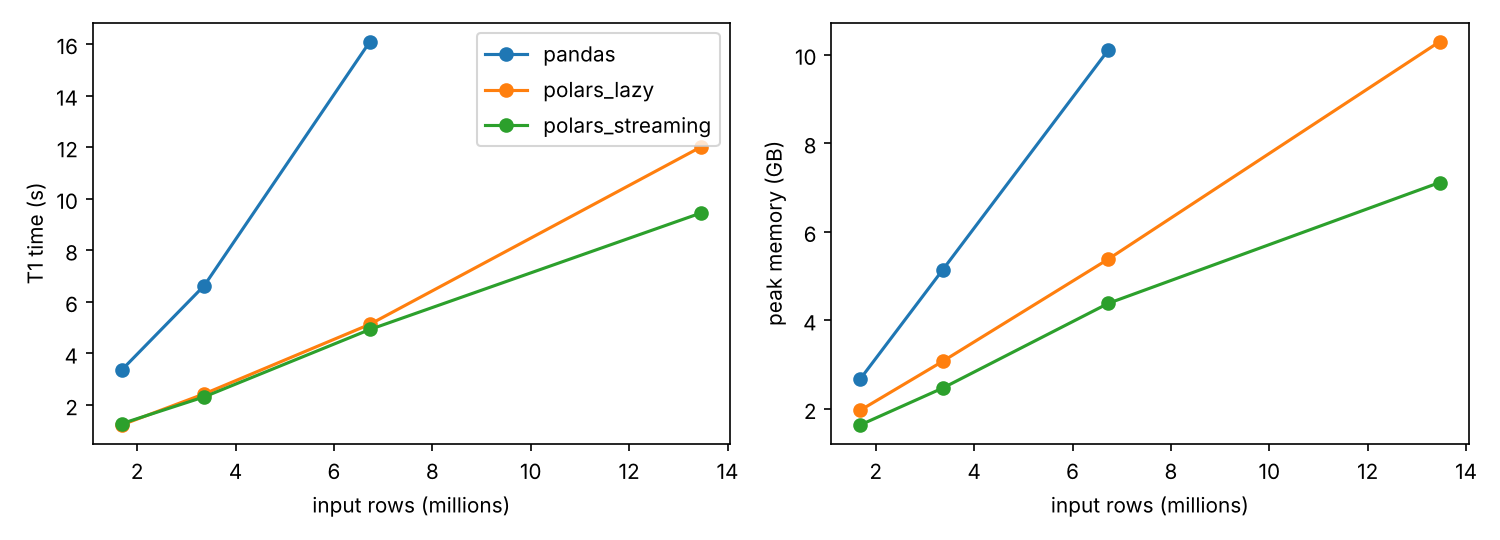 16
14
12
10
8
6
4
2
T1 time (s)
2 4 6 8 10 12 14
input rows (millions)
pandas
polars_lazy
polars_streaming
10
8
6
4
2
peak memory (GB)
2 4 6 8 10 12 14
input rows (millions)